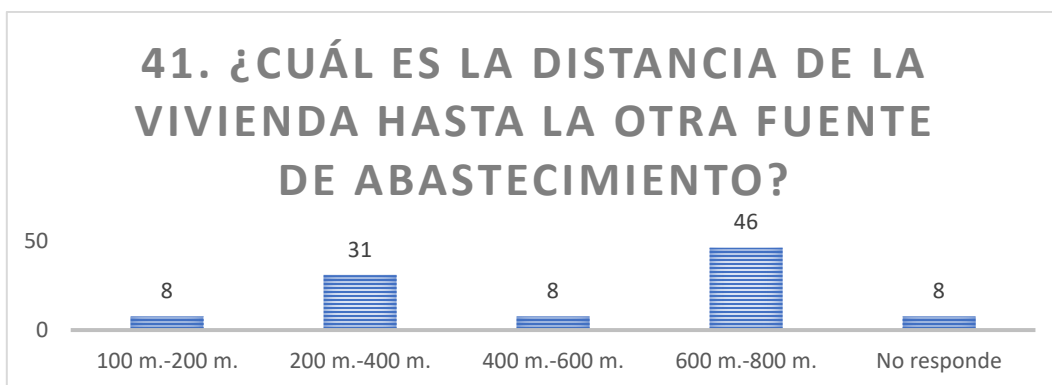 41. ¿CUÁL ES LA DISTANCIA DE LA
VIVIENDA HASTA LA OTRA FUENTE
DE ABASTECIMIENTO?
50
0
8
31
8
46
8
100 m.-200 m.
200 m.-400 m.
400 m.-600 m.
600 m.-800 m.
No responde